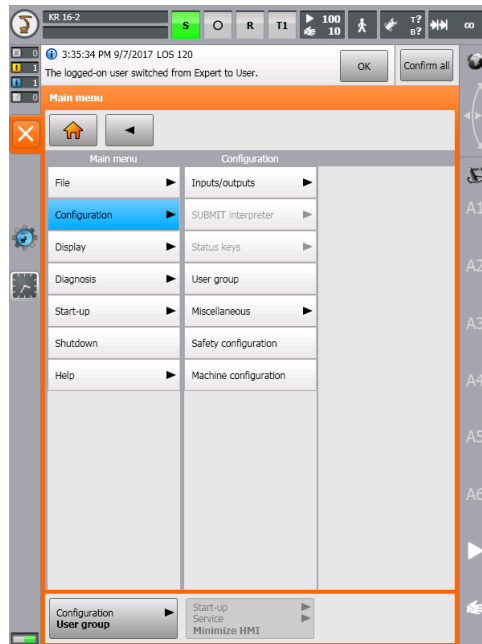 KR 16-2
S O R T1 100 10 T? B? ∞
0 1 1 0
3:35:34 PM 9/7/2017 LOS 120
The logged-on user switched from Expert to User.
OK
Confirm all
Main menu
Main menu
Configuration
File
Inputs/outputs
Configuration
SUBMIT interpreter
Display
Status keys
Diagnosis
User group
Start-up
Miscellaneous
Shutdown
Safety configuration
Help
Machine configuration
A1
A2
A3
A4
A5
A6
Configuration
User group
Start-up
Service
Minimize HMI